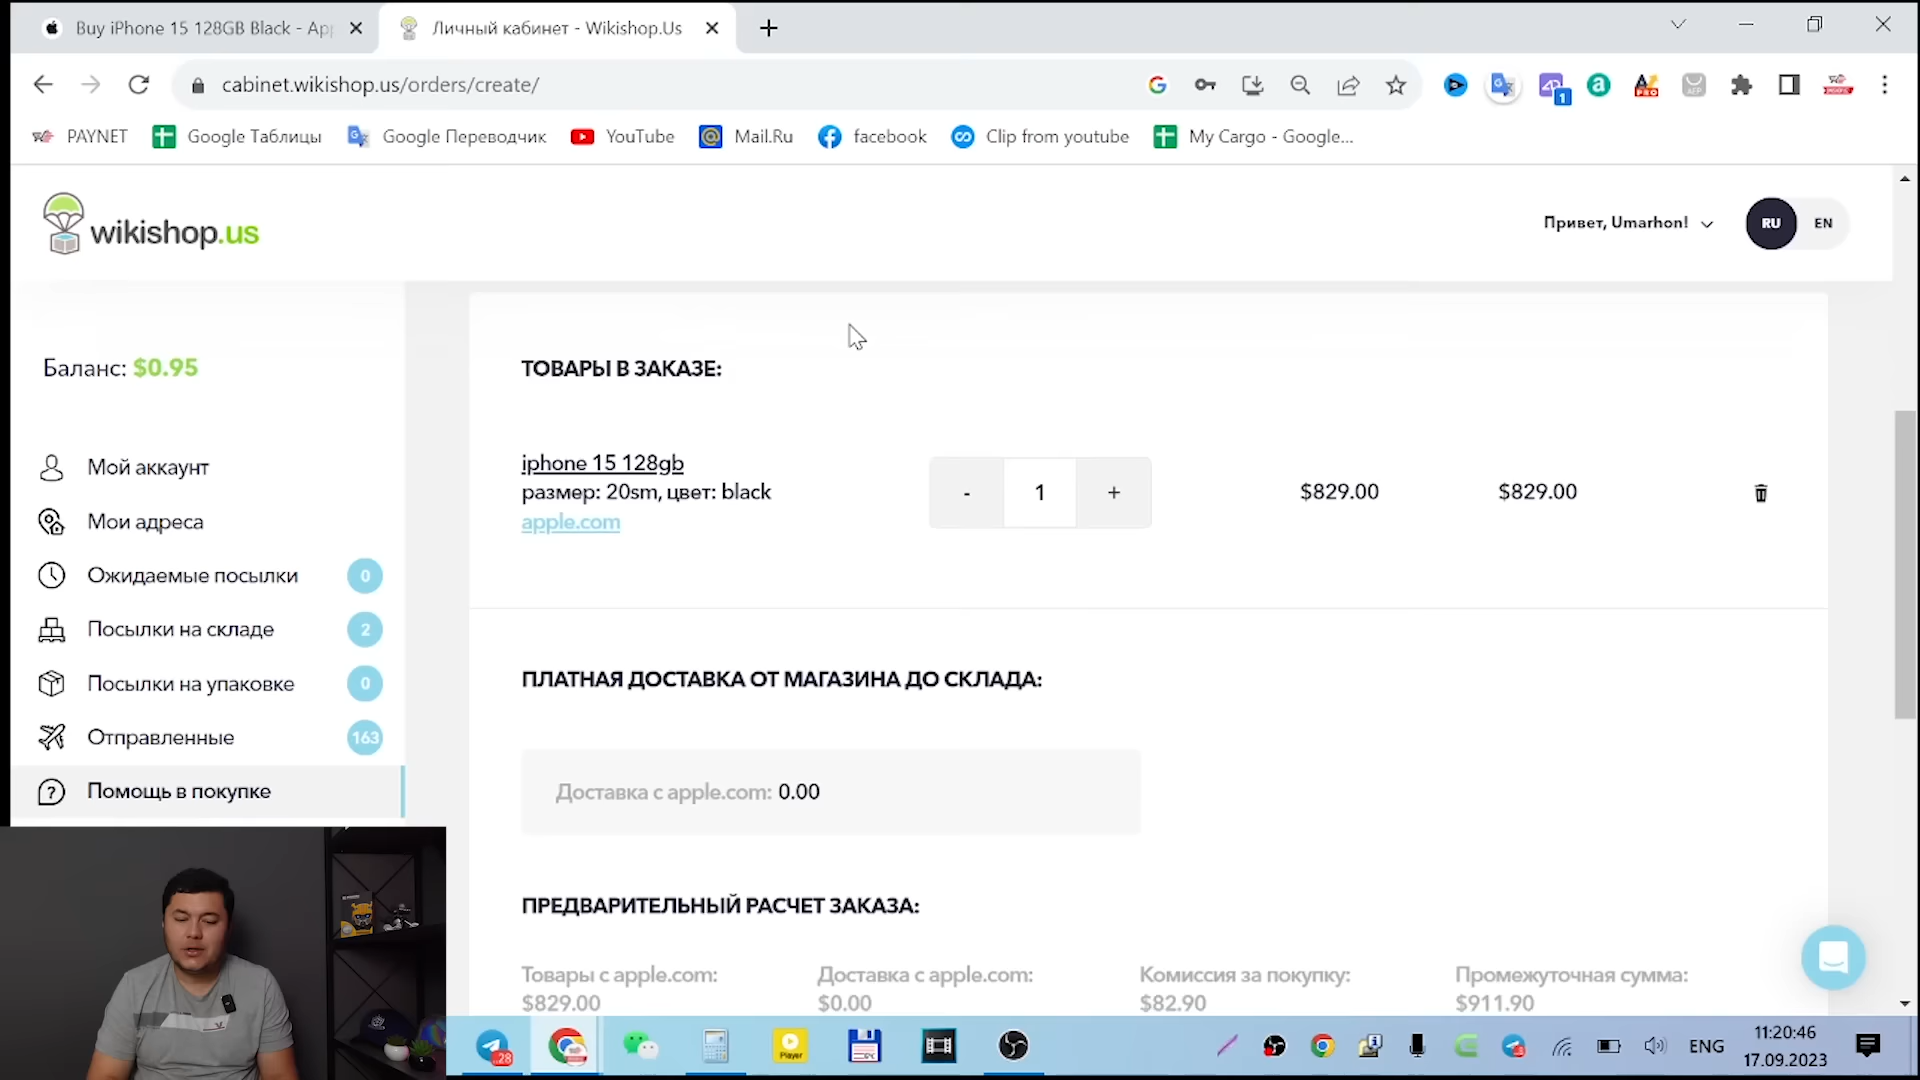 Buy iPhone 15 128GB Black - App
Личный кабинет - Wikishop.Us
cabinet.wikishop.us/orders/create/
PAYNET
Google Таблицы
Google Переводчик
YouTube
Mail.Ru
facebook
Clip from youtube
My Cargo - Google...
wikishop.us
Привет, Umarhon!
RU
EN
Баланс: $0.95
Мой аккаунт
Мои адреса
Ожидаемые посылки 0
Посылки на складе 2
Посылки на упаковке 0
Отправленные 163
Помощь в покупке
ТОВАРЫ В ЗАКАЗЕ:
iphone 15 128gb
размер: 20sm, цвет: black
apple.com
- 1 +
$829.00
$829.00
ПЛАТНАЯ ДОСТАВКА ОТ МАГАЗИНА ДО СКЛАДА:
Доставка с apple.com: 0.00
ПРЕДВАРИТЕЛЬНЫЙ РАСЧЕТ ЗАКАЗА:
Товары с apple.com:
$829.00
Доставка с apple.com:
$0.00
Комиссия за покупку:
$82.90
Промежуточная сумма:
$911.90
28
Player
ENG
11:20:46
17.09.2023